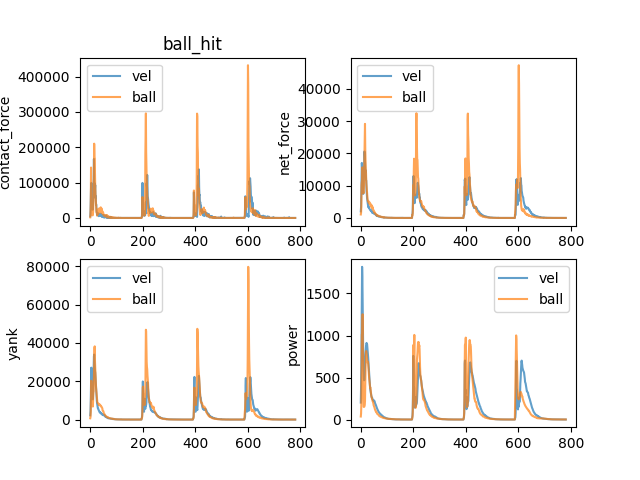 ball_hit
contact_force
400000
300000
200000
100000
0
0 200 400 600 800
vel
ball
net_force
40000
30000
20000
10000
0
0 200 400 600 800
vel
ball
yank
80000
60000
40000
20000
0
0 200 400 600 800
vel
ball
power
1500
1000
500
0
0 200 400 600 800
vel
ball